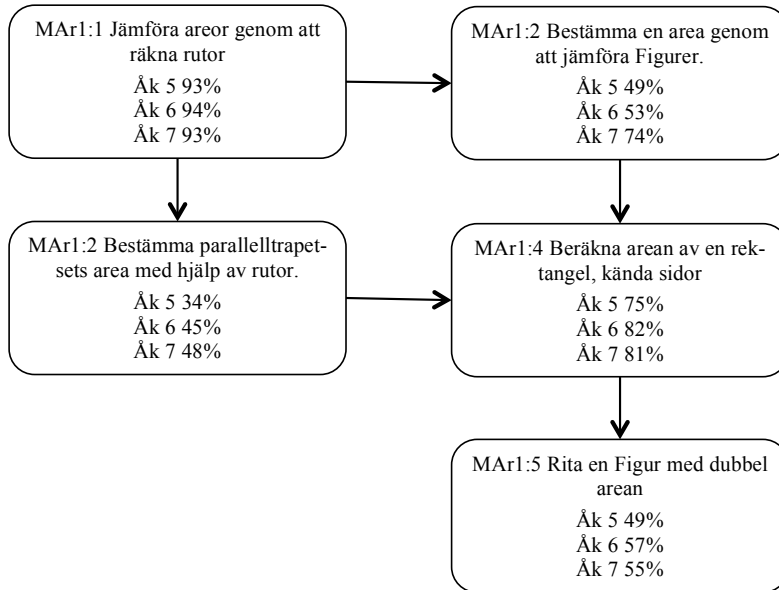 MAr1:1 Jämföra areor genom att
räkna rutor
Åk 5 93%
Åk 6 94%
Åk 7 93%
MAr1:2 Bestämma en area genom
att jämföra Figurer.
Åk 5 49%
Åk 6 53%
Åk 7 74%
MAr1:2 Bestämma parallelltrapet-
sets area med hjälp av rutor.
Åk 5 34%
Åk 6 45%
Åk 7 48%
MAr1:4 Beräkna arean av en rek-
tangel, kända sidor
Åk 5 75%
Åk 6 82%
Åk 7 81%
MAr1:5 Rita en Figur med dubbel
arean
Åk 5 49%
Åk 6 57%
Åk 7 55%